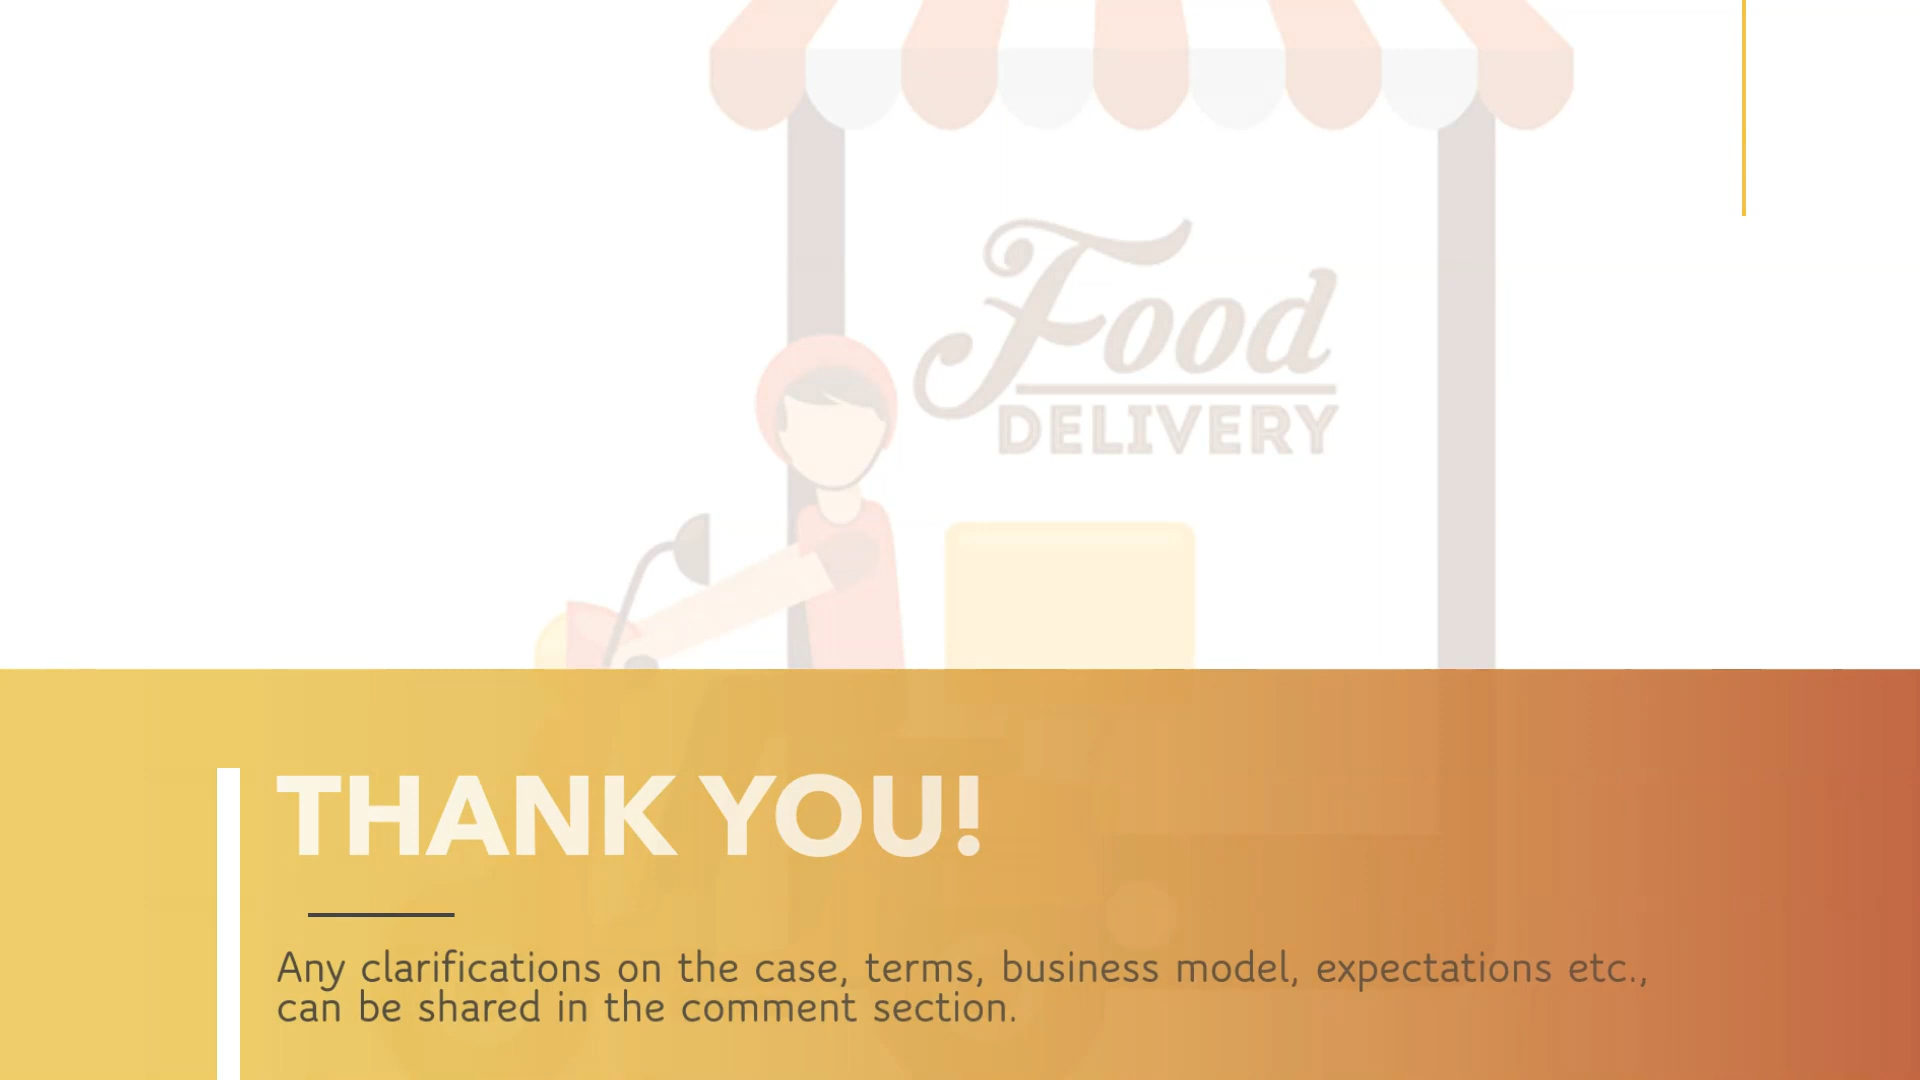 Food
DELIVERY
THANK YOU!
Any clarifications on the case, terms, business model, expectations etc.,
can be shared in the comment section.